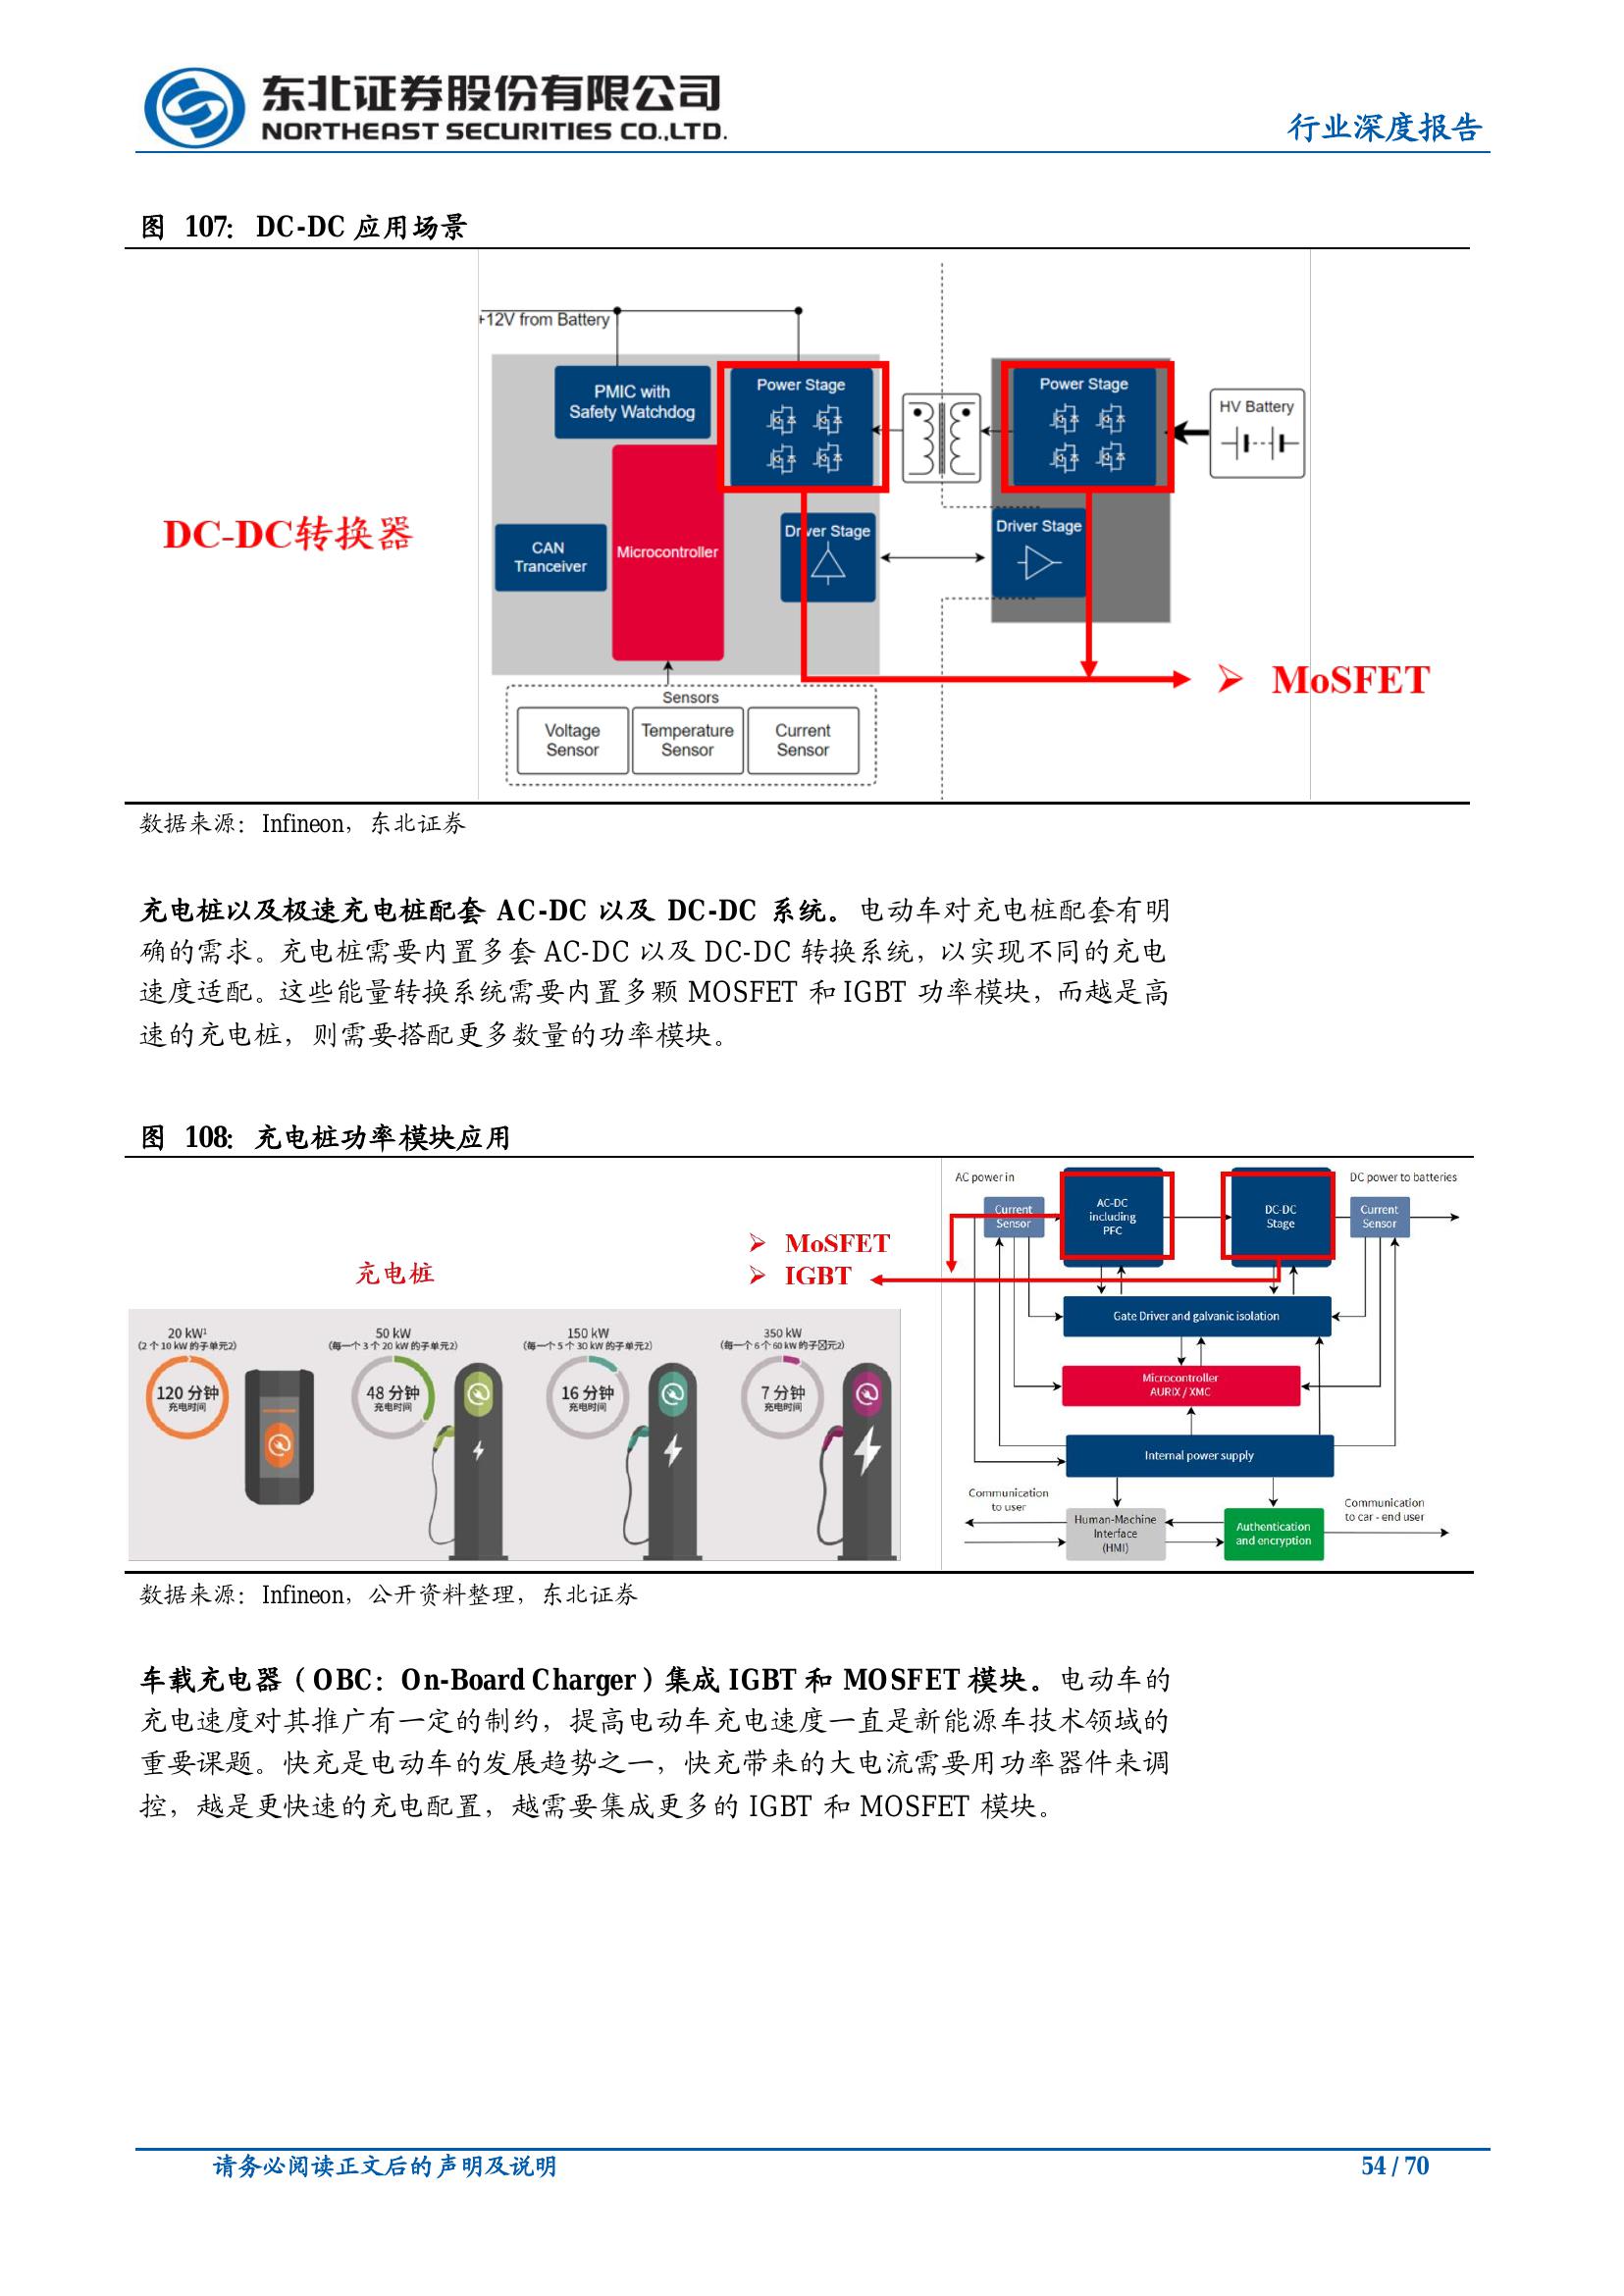 东北证券股份有限公司
NORTHEAST SECURITIES CO.,LTD.
行业深度报告
图 107： DC-DC 应用场景
+12V from Battery
PMIC with
Safety Watchdog
Power Stage
Power Stage
HV Battery
DC-DC转换器
CAN
Tranceiver
Microcontroller
Driver Stage
Driver Stage
➢ MoSFET
Sensors
Voltage
Sensor
Temperature
Sensor
Current
Sensor
数据来源：Infineon，东北证券
充电桩以及极速充电桩配套 AC-DC 以及 DC-DC 系统。电动车对充电桩配套有明
确的需求。充电桩需要内置多套 AC-DC 以及 DC-DC 转换系统，以实现不同的充电
速度适配。这些能量转换系统需要内置多颗 MOSFET 和 IGBT 功率模块，而越是高
速的充电桩，则需要搭配更多数量的功率模块。
图 108：充电桩功率模块应用
充电桩
➢ MoSFET
➢ IGBT
20 kW¹
(2 个 10 kW 的子单元2)
120 分钟
充电时间
50 kW
(每一个 3 个 20 kW 的子单元2)
48 分钟
充电时间
150 kW
(每一个 5 个 30 kW 的子单元2)
16 分钟
充电时间
350 kW
(每一个 6 个 60 kW 的子元2)
7 分钟
充电时间
AC power in
DC power to batteries
Current
Sensor
AC-DC
including
PFC
DC-DC
Stage
Current
Sensor
Gate Driver and galvanic isolation
Microcontroller
AURIX / XMC
Internal power supply
Communication
to user
Human-Machine
Interface
(HMI)
Authentication
and encryption
Communication
to car - end user
数据来源：Infineon，公开资料整理，东北证券
车载充电器（OBC：On-Board Charger）集成 IGBT 和 MOSFET 模块。电动车的
充电速度对其推广有一定的制约，提高电动车充电速度一直是新能源车技术领域的
重要课题。快充是电动车的发展趋势之一，快充带来的大电流需要用功率器件来调
控，越是更快速的充电配置，越需要集成更多的 IGBT 和 MOSFET 模块。
请务必阅读正文后的声明及说明
54 / 70